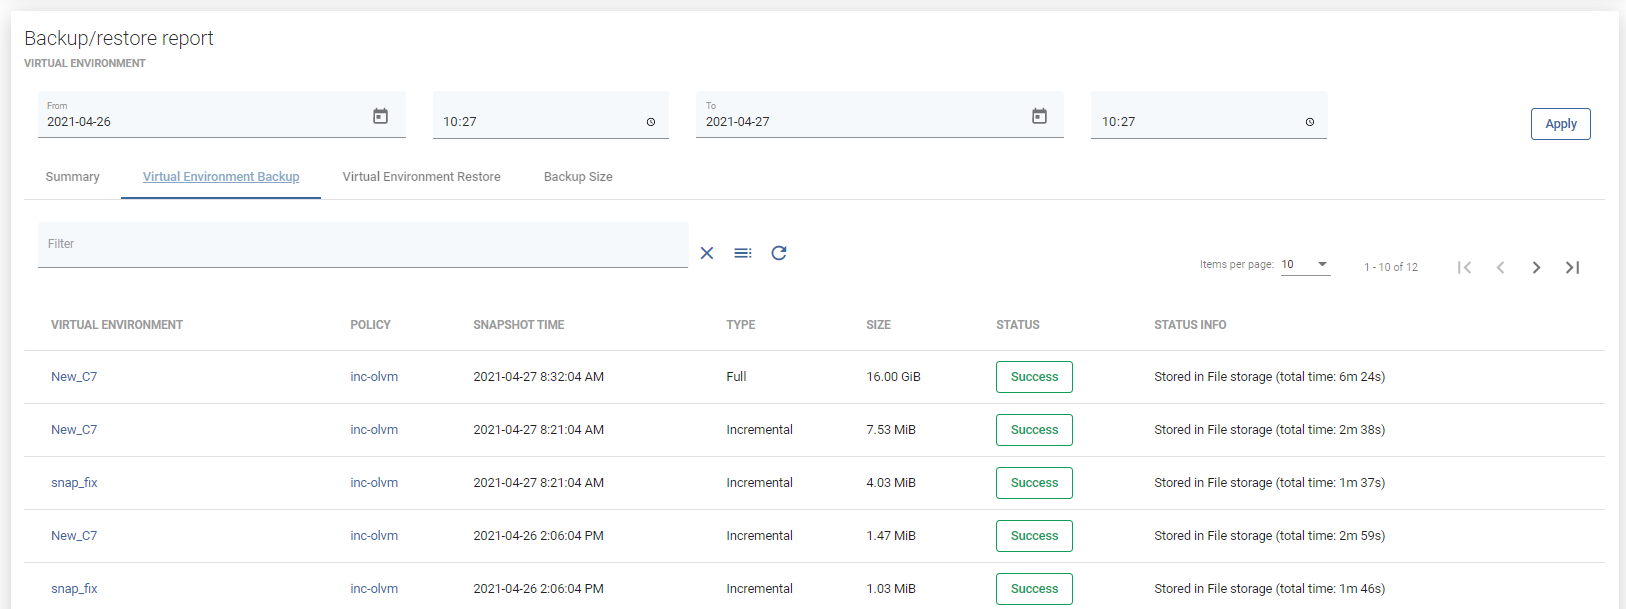 Backup/restore report
VIRTUAL ENVIRONMENT
From To
2021-04-26 10:27 2021-04-27 10:27 Apply
Summary Virtual Environment Backup Virtual Environment Restore Backup Size
Filter
Items per page: 10 1 - 10 of 12
VIRTUAL ENVIRONMENT POLICY SNAPSHOT TIME TYPE SIZE STATUS STATUS INFO
New_C7 inc-olvm 2021-04-27 8:32:04 AM Full 16.00 GiB Success Stored in File storage (total time: 6m 24s)
New_C7 inc-olvm 2021-04-27 8:21:04 AM Incremental 7.53 MiB Success Stored in File storage (total time: 2m 38s)
snap_fix inc-olvm 2021-04-27 8:21:04 AM Incremental 4.03 MiB Success Stored in File storage (total time: 1m 37s)
New_C7 inc-olvm 2021-04-26 2:06:04 PM Incremental 1.47 MiB Success Stored in File storage (total time: 2m 59s)
snap_fix inc-olvm 2021-04-26 2:06:04 PM Incremental 1.03 MiB Success Stored in File storage (total time: 1m 46s)